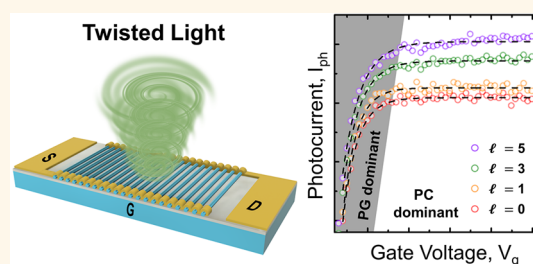 Twisted Light
S
G
D
Photocurrent, Iph
PG dominant
PC
dominant
ℓ = 5
ℓ = 3
ℓ = 1
ℓ = 0
Gate Voltage, Vg